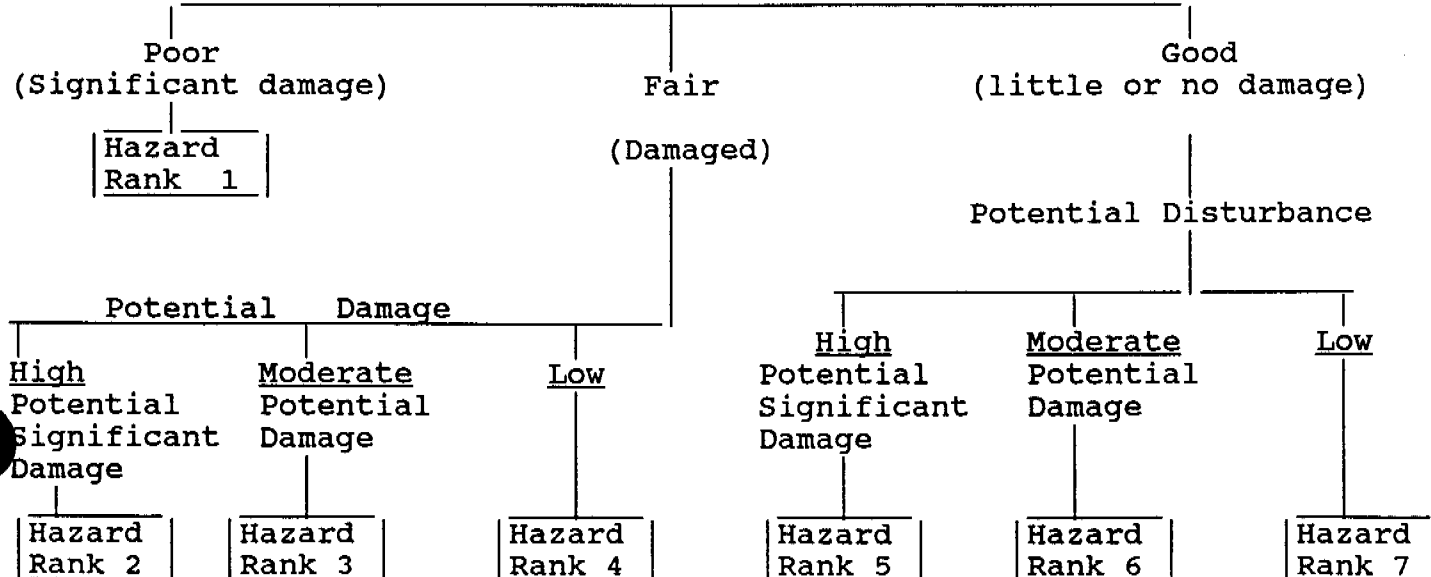 Poor
(Significant damage)
Hazard
Rank 1
Fair
(Damaged)
Good
(little or no damage)
Potential Disturbance
Potential Damage
High
Potential
Significant
Damage
Hazard
Rank 2
Moderate
Potential
Damage
Hazard
Rank 3
Low
Hazard
Rank 4
High
Potential
Significant
Damage
Hazard
Rank 5
Moderate
Potential
Damage
Hazard
Rank 6
Low
Hazard
Rank 7